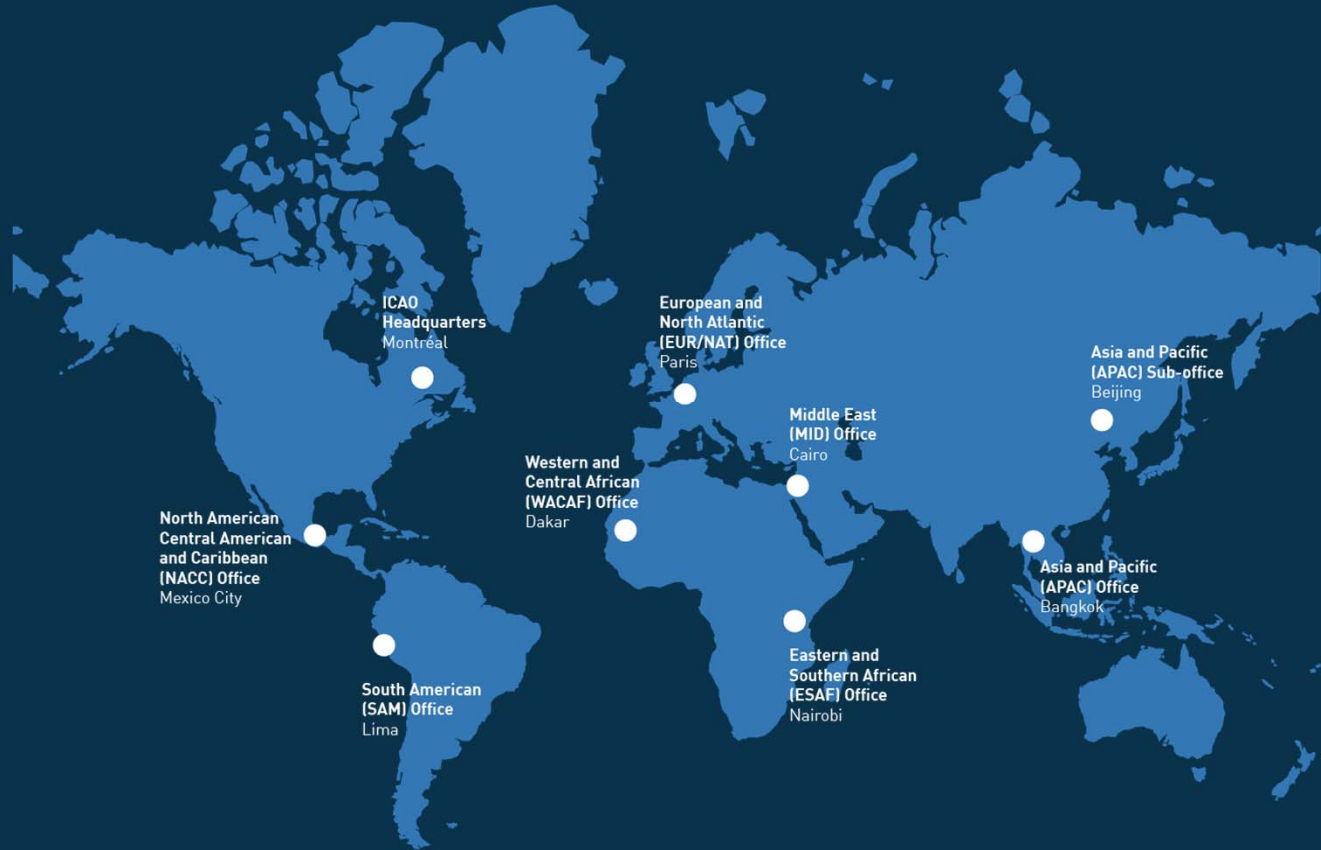 ICAO
Headquarters
Montréal
European and
North Atlantic
(EUR/NAT) Office
Paris
Asia and Pacific
(APAC) Sub-office
Beijing
Middle East
(MID) Office
Cairo
Western and
Central African
(WACAF) Office
Dakar
North American
Central American
and Caribbean
(NACC) Office
Mexico City
Asia and Pacific
(APAC) Office
Bangkok
Eastern and
Southern African
(ESAF) Office
Nairobi
South American
(SAM) Office
Lima